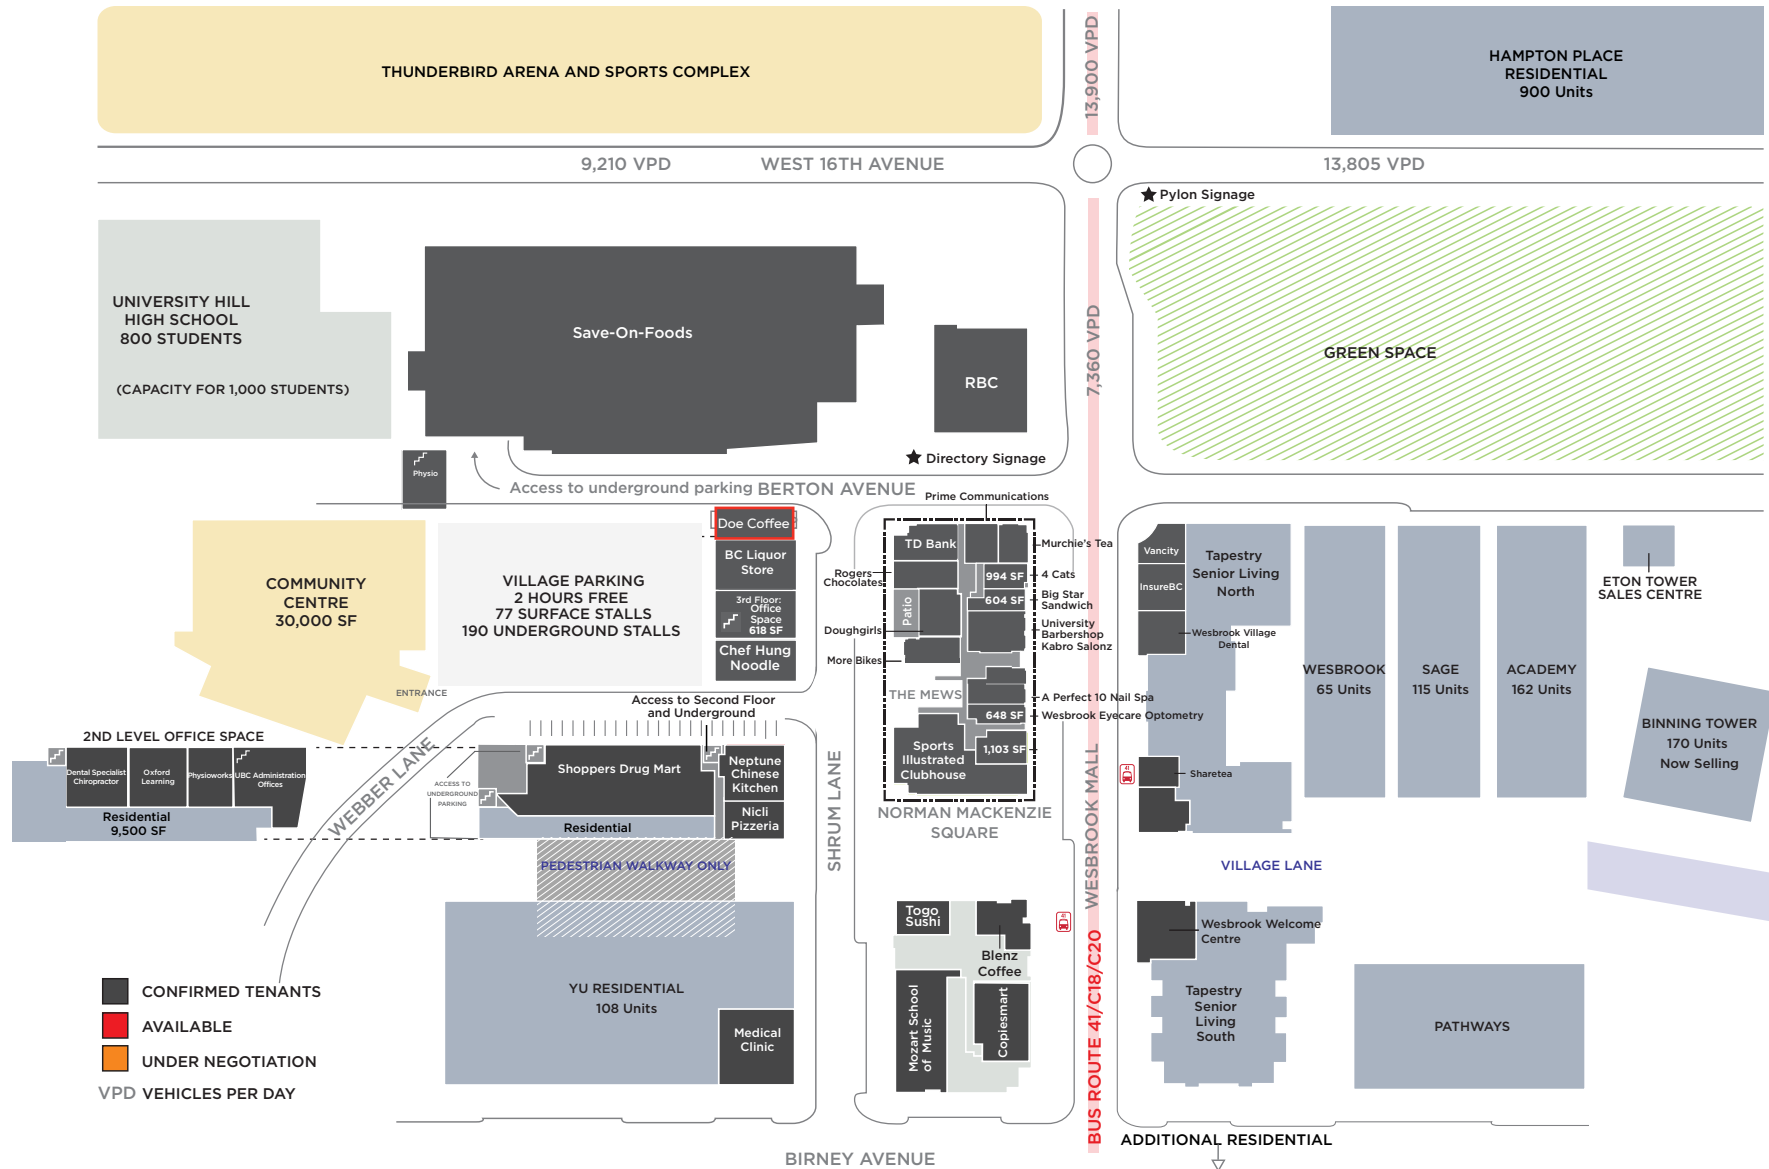 THUNDERBIRD ARENA AND SPORTS COMPLEX
13,900 VPD
HAMPTON PLACE
RESIDENTIAL
900 Units
9,210 VPD
WEST 16TH AVENUE
13,805 VPD
Pylon Signage
UNIVERSITY HILL
HIGH SCHOOL
800 STUDENTS
(CAPACITY FOR 1,000 STUDENTS)
Save-On-Foods
RBC
7,360 VPD
GREEN SPACE
Physio
Directory Signage
Access to underground parking
BERTON AVENUE
Prime Communications
COMMUNITY
CENTRE
30,000 SF
ENTRANCE
VILLAGE PARKING
2 HOURS FREE
77 SURFACE STALLS
190 UNDERGROUND STALLS
Doe Coffee
BC Liquor
Store
3rd Floor:
Office
Space
618 SF
Chef Hung
Noodle
TD Bank
Murchie's Tea
Rogers
Chocolates
994 SF
4 Cats
604 SF
Big Star
Sandwich
Patio
Doughgirls
University
Barbershop
Kabro Salonz
More Bikes
THE MEWS
A Perfect 10 Nail Spa
648 SF
Wesbrook Eyecare Optometry
Sports
Illustrated
Clubhouse
1,103 SF
NORMAN MACKENZIE
SQUARE
Vancity
InsureBC
Wesbrook Village
Dental
Tapestry
Senior Living
North
Sharetea
WESBROOK
65 Units
SAGE
115 Units
ACADEMY
162 Units
ETON TOWER
SALES CENTRE
BINNING TOWER
170 Units
Now Selling
2ND LEVEL OFFICE SPACE
Dental Specialist
Chiropractor
Oxford
Learning
Physioworks
UBC Administration
Offices
Residential
9,500 SF
WEBBER LANE
Access to Second Floor
and Underground
ACCESS TO
UNDERGROUND
PARKING
Shoppers Drug Mart
Neptune
Chinese
Kitchen
Nicli
Pizzeria
Residential
PEDESTRIAN WALKWAY ONLY
SHRUM LANE
WESBROOK MALL
41
VILLAGE LANE
YU RESIDENTIAL
108 Units
Medical
Clinic
Togo
Sushi
Blenz
Coffee
Mozart School
of Music
Copiesmart
41
BUS ROUTE 41/C18/C20
Wesbrook Welcome
Centre
Tapestry
Senior
Living
South
PATHWAYS
CONFIRMED TENANTS
AVAILABLE
UNDER NEGOTIATION
VPD VEHICLES PER DAY
BIRNEY AVENUE
ADDITIONAL RESIDENTIAL